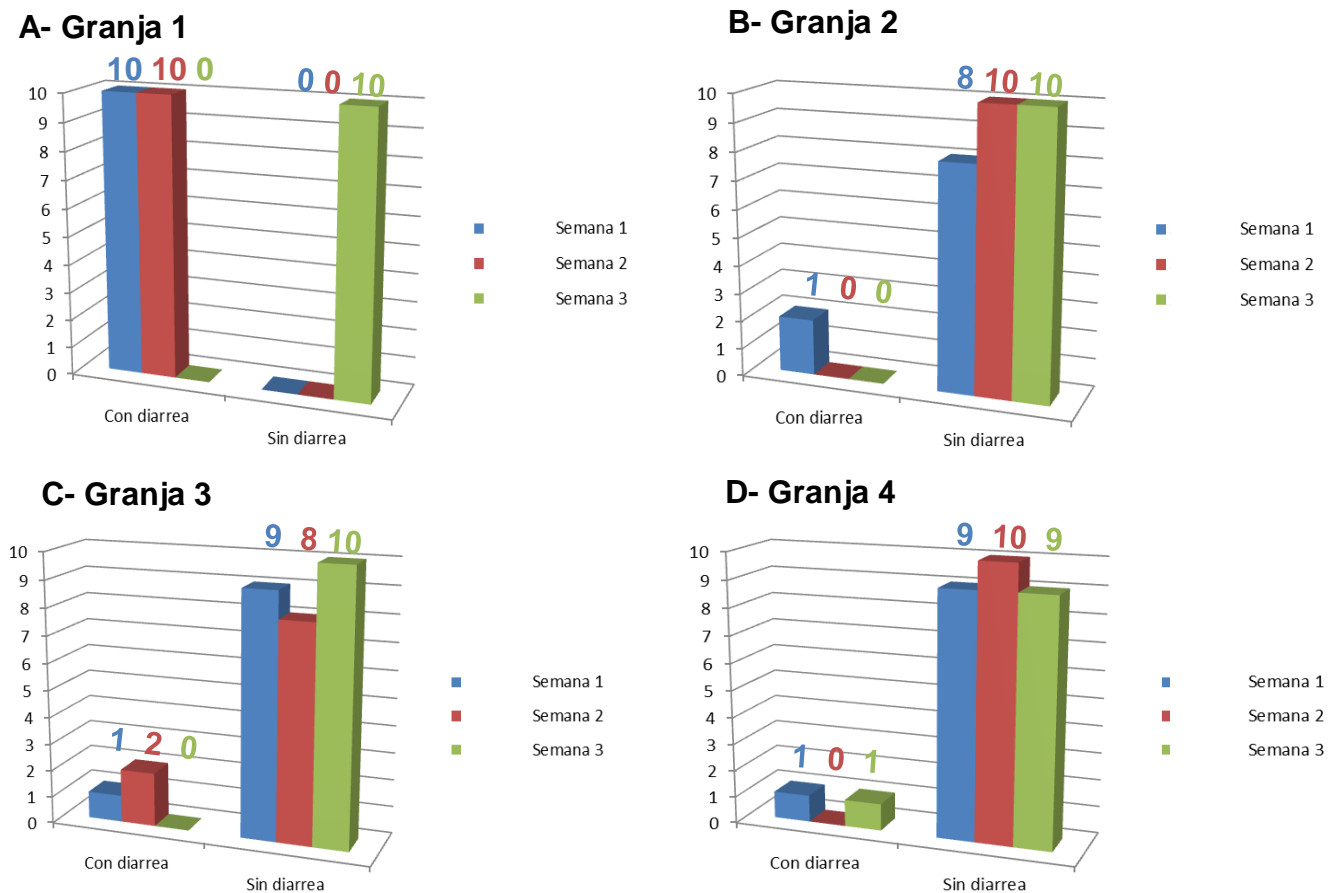 A- Granja 1
10 10 0
0 0 10
10
9
8
7
6
5
4
3
2
1
0
Con diarrea
Sin diarrea
Semana 1
Semana 2
Semana 3
B- Granja 2
8 10 10
1 0 0
10
9
8
7
6
5
4
3
2
1
0
Con diarrea
Sin diarrea
Semana 1
Semana 2
Semana 3
C- Granja 3
9 8 10
1 2 0
10
9
8
7
6
5
4
3
2
1
0
Con diarrea
Sin diarrea
Semana 1
Semana 2
Semana 3
D- Granja 4
9 10 9
1 0 1
10
9
8
7
6
5
4
3
2
1
0
Con diarrea
Sin diarrea
Semana 1
Semana 2
Semana 3